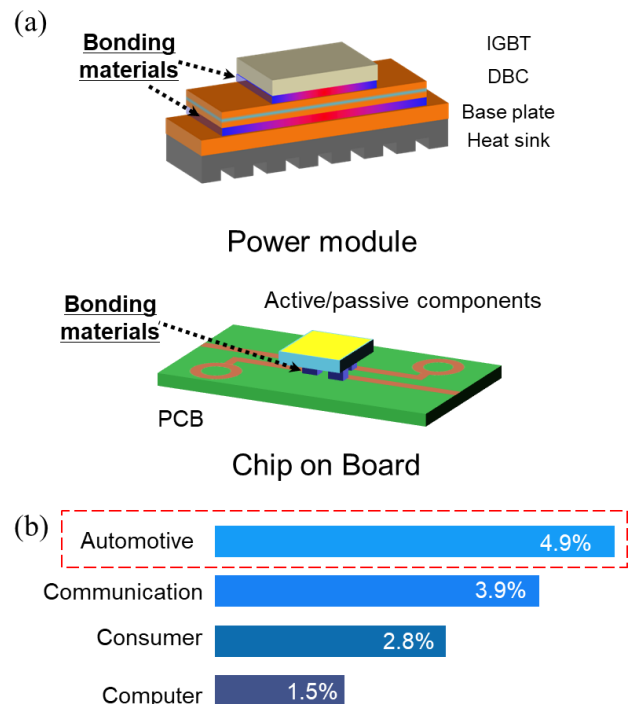 (a)
Bonding
materials
IGBT
DBC
Base plate
Heat sink
Power module
Bonding
materials
Active/passive components
PCB
Chip on Board
(b)
Automotive 4.9%
Communication 3.9%
Consumer 2.8%
Computer 1.5%